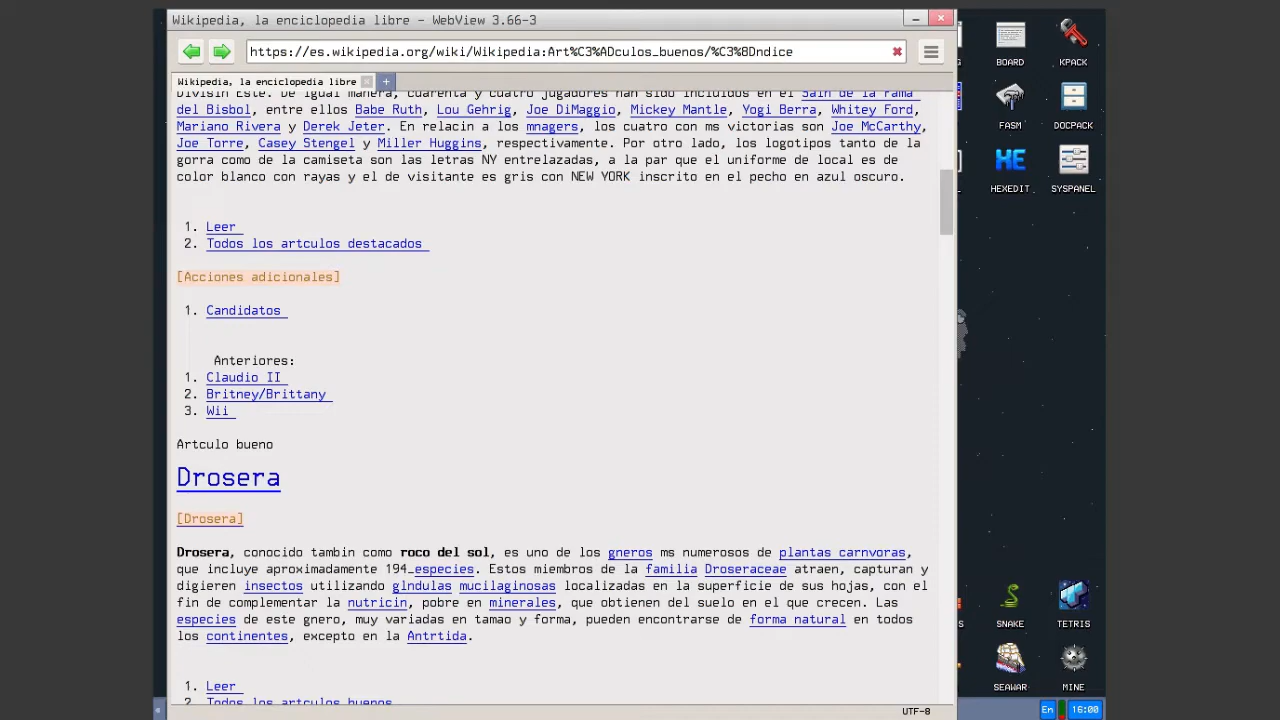 Wikipedia, la enciclopedia libre – WebView 3.66-3
https://es.wikipedia.org/wiki/Wikipedia:Art%C3%ADculos_buenos/%C3%8Dndice
Wikipedia, la enciclopedia libre
Divisin Este. De igual manera, cuarenta y cuatro jugadores han sido incluidos en el Saln de la fama
del Bisbol, entre ellos Babe Ruth, Lou Gehrig, Joe DiMaggio, Mickey Mantle, Yogi Berra, Whitey Ford,
Mariano Rivera y Derek Jeter. En relacin a los mnagers, los cuatro con ms victorias son Joe McCarthy,
Joe Torre, Casey Stengel y Miller Huggins, respectivamente. Por otro lado, los logotipos tanto de la
gorra como de la camiseta son las letras NY entrelazadas, a la par que el uniforme de local es de
color blanco con rayas y el de visitante es gris con NEW YORK inscrito en el pecho en azul oscuro.
1. Leer
2. Todos los artculos destacados
[Acciones adicionales]
1. Candidatos
Anteriores:
1. Claudio II
2. Britney/Brittany
3. Wii
Artculo bueno
Drosera
[Drosera]
Drosera, conocido tambin como roco del sol, es uno de los gneros ms numerosos de plantas carnvoras,
que incluye aproximadamente 194_especies. Estos miembros de la familia Droseraceae atraen, capturan y
digieren insectos utilizando glndulas mucilaginosas localizadas en la superficie de sus hojas, con el
fin de complementar la nutricin, pobre en minerales, que obtienen del suelo en el que crecen. Las
especies de este gnero, muy variadas en tamao y forma, pueden encontrarse de forma natural en todos
los continentes, excepto en la Antrtida.
1. Leer
2. Todos los artculos buenos
UTF-8
BOARD
KPACK
FASM
DOCPACK
HEXEDIT
SYSPANEL
SNAKE
TETRIS
SEAWAR
MINE
En
16:00